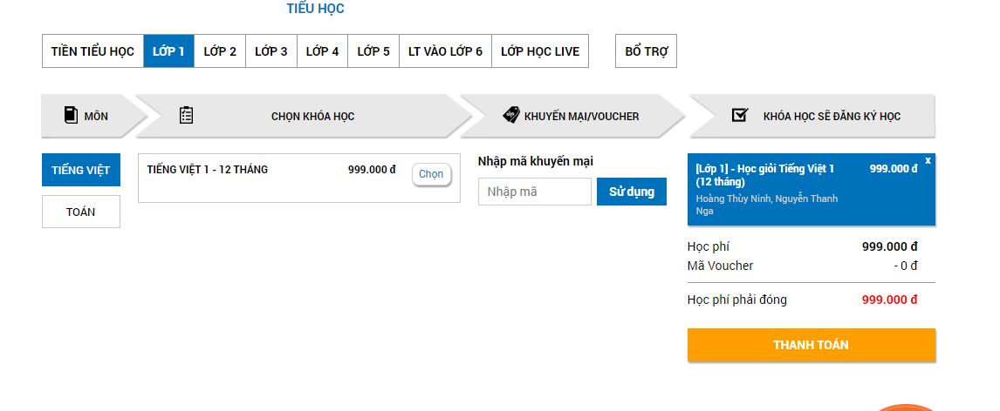 TIỂU HỌC
TIỀN TIỂU HỌC LỚP 1 LỚP 2 LỚP 3 LỚP 4 LỚP 5 LT VÀO LỚP 6 LỚP HỌC LIVE BỔ TRỢ
MÔN CHỌN KHÓA HỌC KHUYẾN MẠI/VOUCHER KHÓA HỌC SẼ ĐĂNG KÝ HỌC
TIẾNG VIỆT
TOÁN
TIẾNG VIỆT 1 - 12 THÁNG 999.000 đ Chọn
Nhập mã khuyến mại
Nhập mã Sử dụng
[Lớp 1] - Học giỏi Tiếng Việt 1 999.000 đ x
(12 tháng)
Hoàng Thùy Ninh, Nguyễn Thanh
Nga
Học phí 999.000 đ
Mã Voucher - 0 đ
Học phí phải đóng 999.000 đ
THANH TOÁN